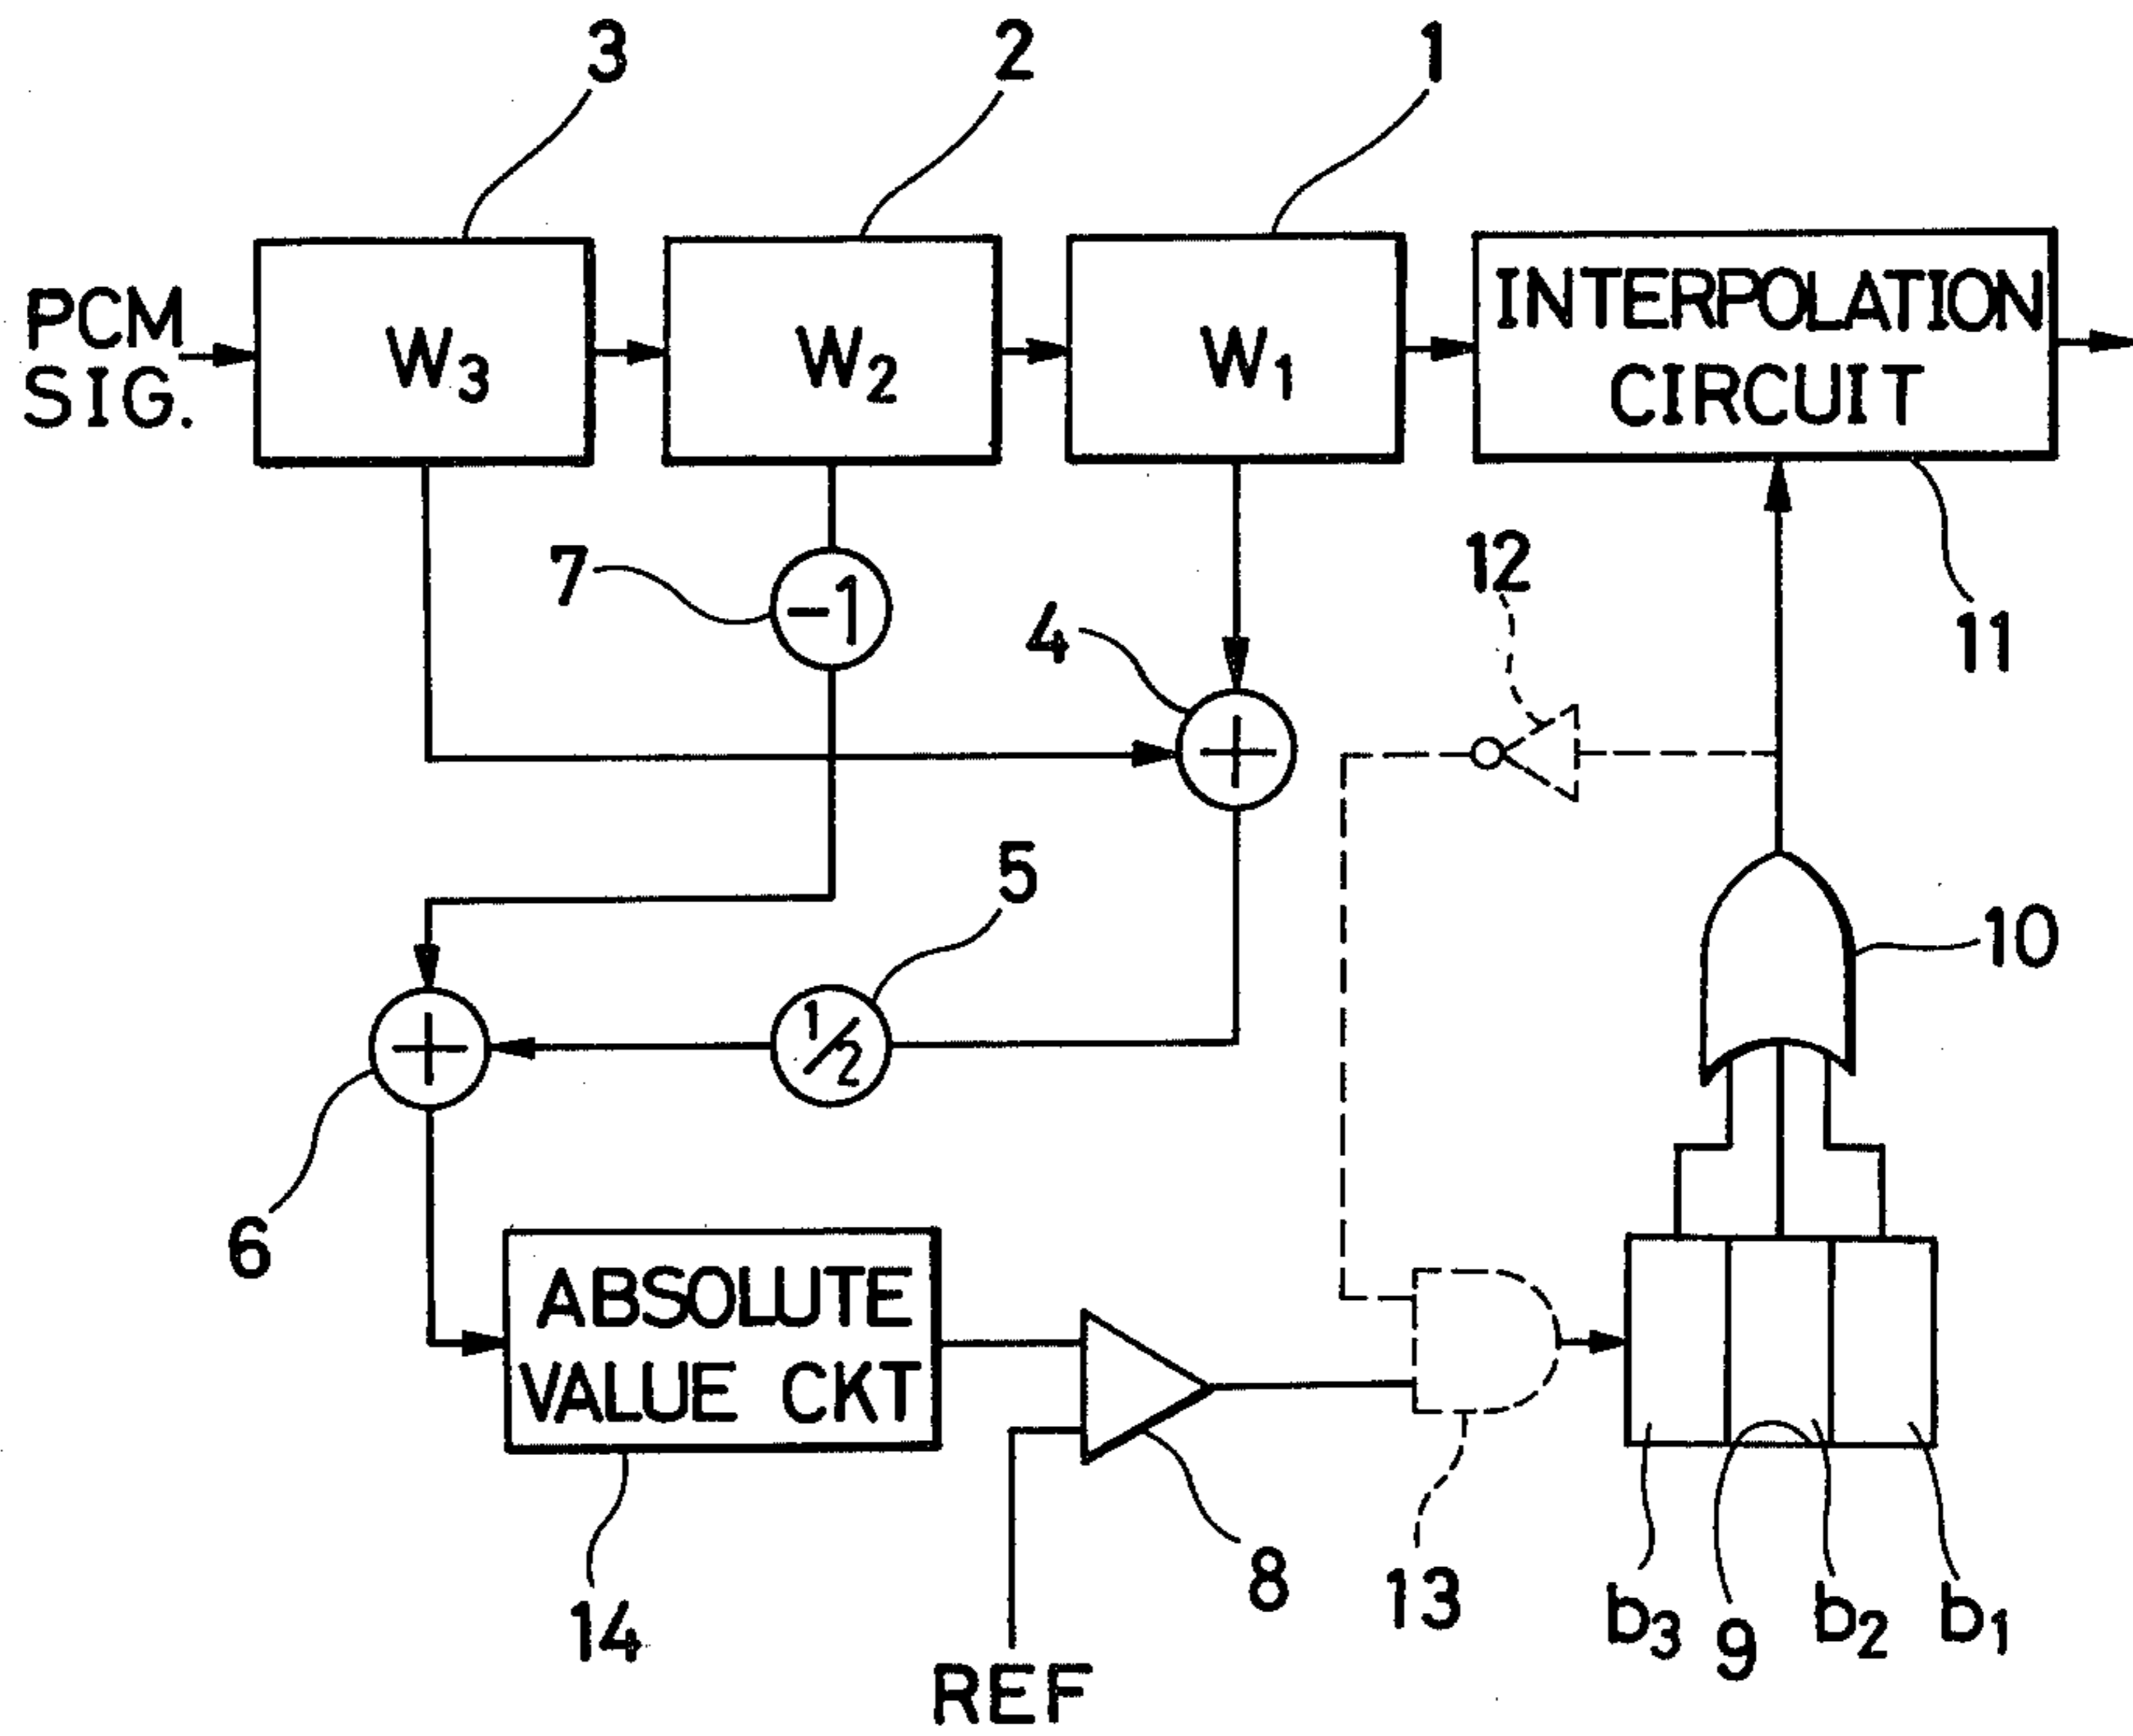 3
2
1
PCM
SIG.
W3
W2
W1
INTERPOLATION
CIRCUIT
7
-1
4
12
11
5
10
1/2
6
ABSOLUTE
VALUE CKT
14
8
13
REF
b3
9
b2
b1